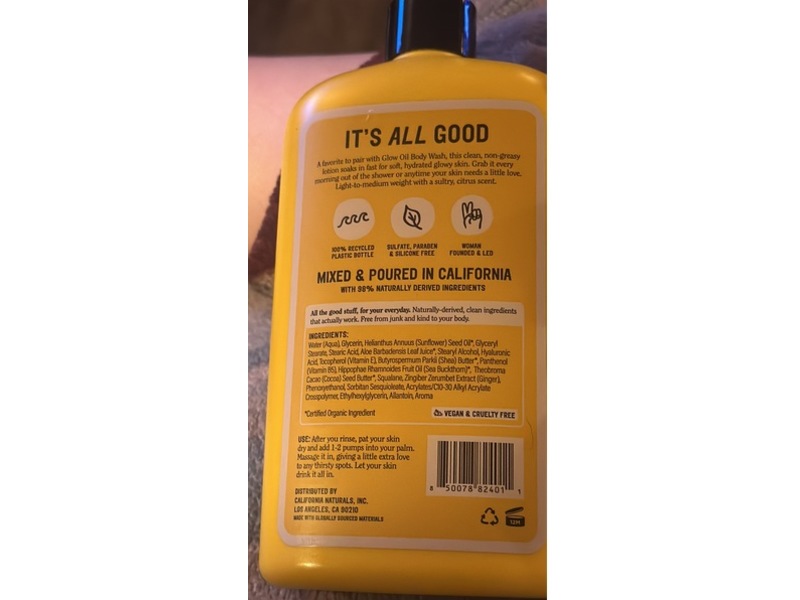 IT'S ALL GOOD
A favorite to pair with Glow Oil Body Wash, this clean, non-greasy
lotion soaks in fast for soft, hydrated glowy skin. Grab it every
morning out of the shower or anytime your skin needs a little love.
Light-to-medium weight with a sultry, citrus scent.
100% RECYCLED
PLASTIC BOTTLE
SULFATE, PARABEN
& SILICONE FREE
WOMAN
FOUNDED & LED
MIXED & POURED IN CALIFORNIA
WITH 98% NATURALLY DERIVED INGREDIENTS
All the good stuff, for your everyday. Naturally-derived, clean ingredients
that actually work. Free from junk and kind to your body.
INGREDIENTS:
Water (Aqua), Glycerin, Helianthus Annuus (Sunflower) Seed Oil*, Glyceryl
Stearate, Stearic Acid, Aloe Barbadensis Leaf Juice*, Stearyl Alcohol, Hyaluronic
Acid, Tocopherol (Vitamin E), Butyrospermum Parkii (Shea) Butter*, Panthenol
(Vitamin B5), Hippophae Rhamnoides Fruit Oil (Sea Buckthorn)*, Theobroma
Cacao (Cocoa) Seed Butter*, Squalane, Zingiber Zerumbet Extract (Ginger),
Phenoxyethanol, Sorbitan Sesquioleate, Acrylates/C10-30 Alkyl Acrylate
Crosspolymer, Ethylhexylglycerin, Allantoin, Aroma
*Certified Organic Ingredient
VEGAN & CRUELTY FREE
USE: After you rinse, pat your skin
dry and add 1-2 pumps into your palm.
Massage it in, giving a little extra love
to any thirsty spots. Let your skin
drink it all in.
8 50078 82401 1
DISTRIBUTED BY
CALIFORNIA NATURALS, INC.
LOS ANGELES, CA 90210
MADE WITH GLOBALLY SOURCED MATERIALS
12M